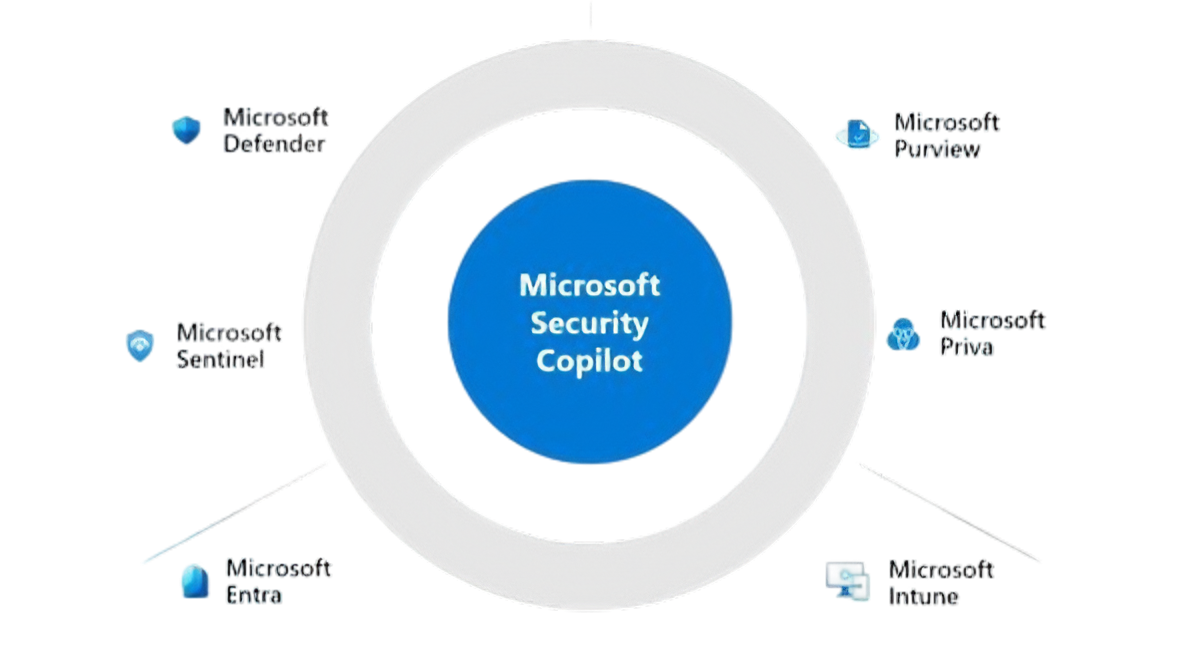 Microsoft
Defender
Microsoft
Purview
Microsoft
Security
Copilot
Microsoft
Sentinel
Microsoft
Priva
Microsoft
Entra
Microsoft
Intune